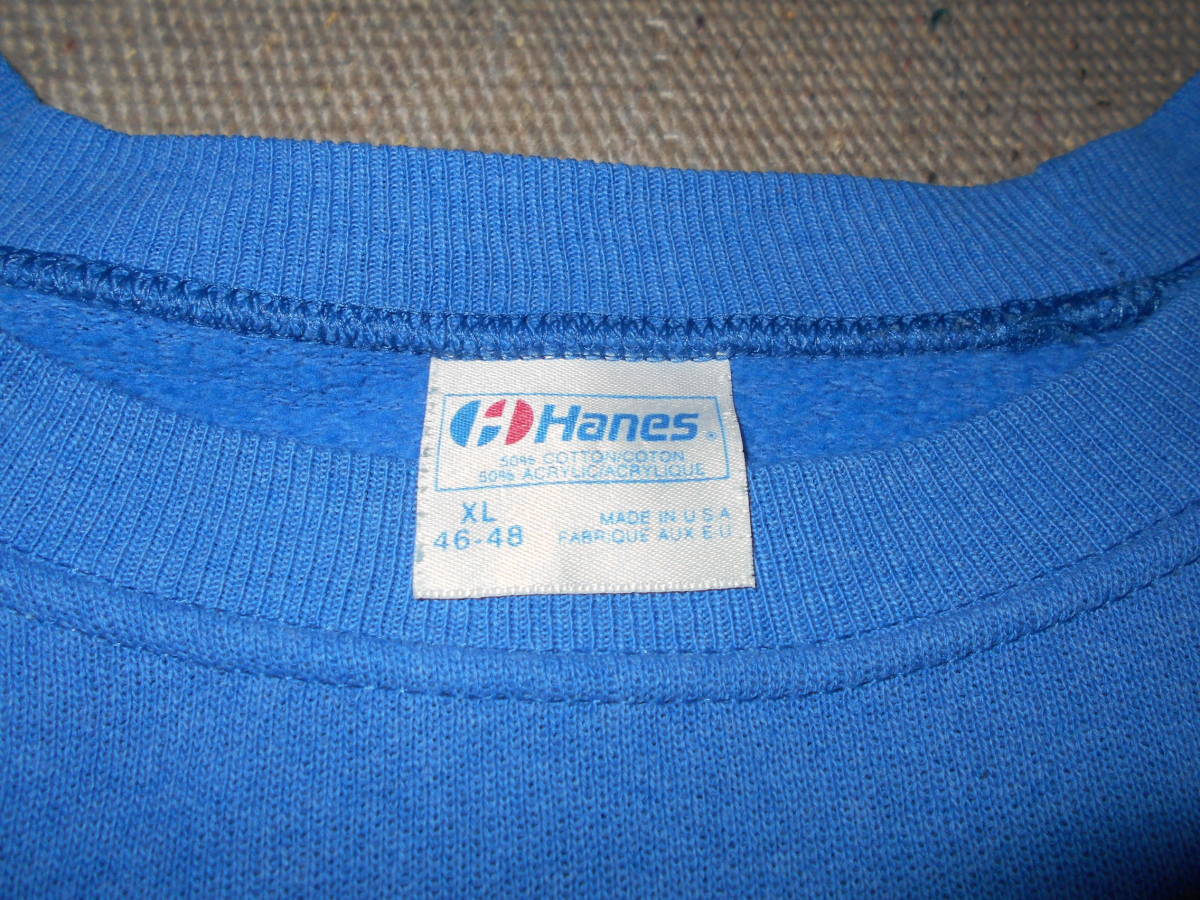 Hanes.
50% COTTON/COTON
50% ACRYLIC/ACRYLIQUE
XL
46-48
MADE IN U S A
FABRIQUE AUX E U